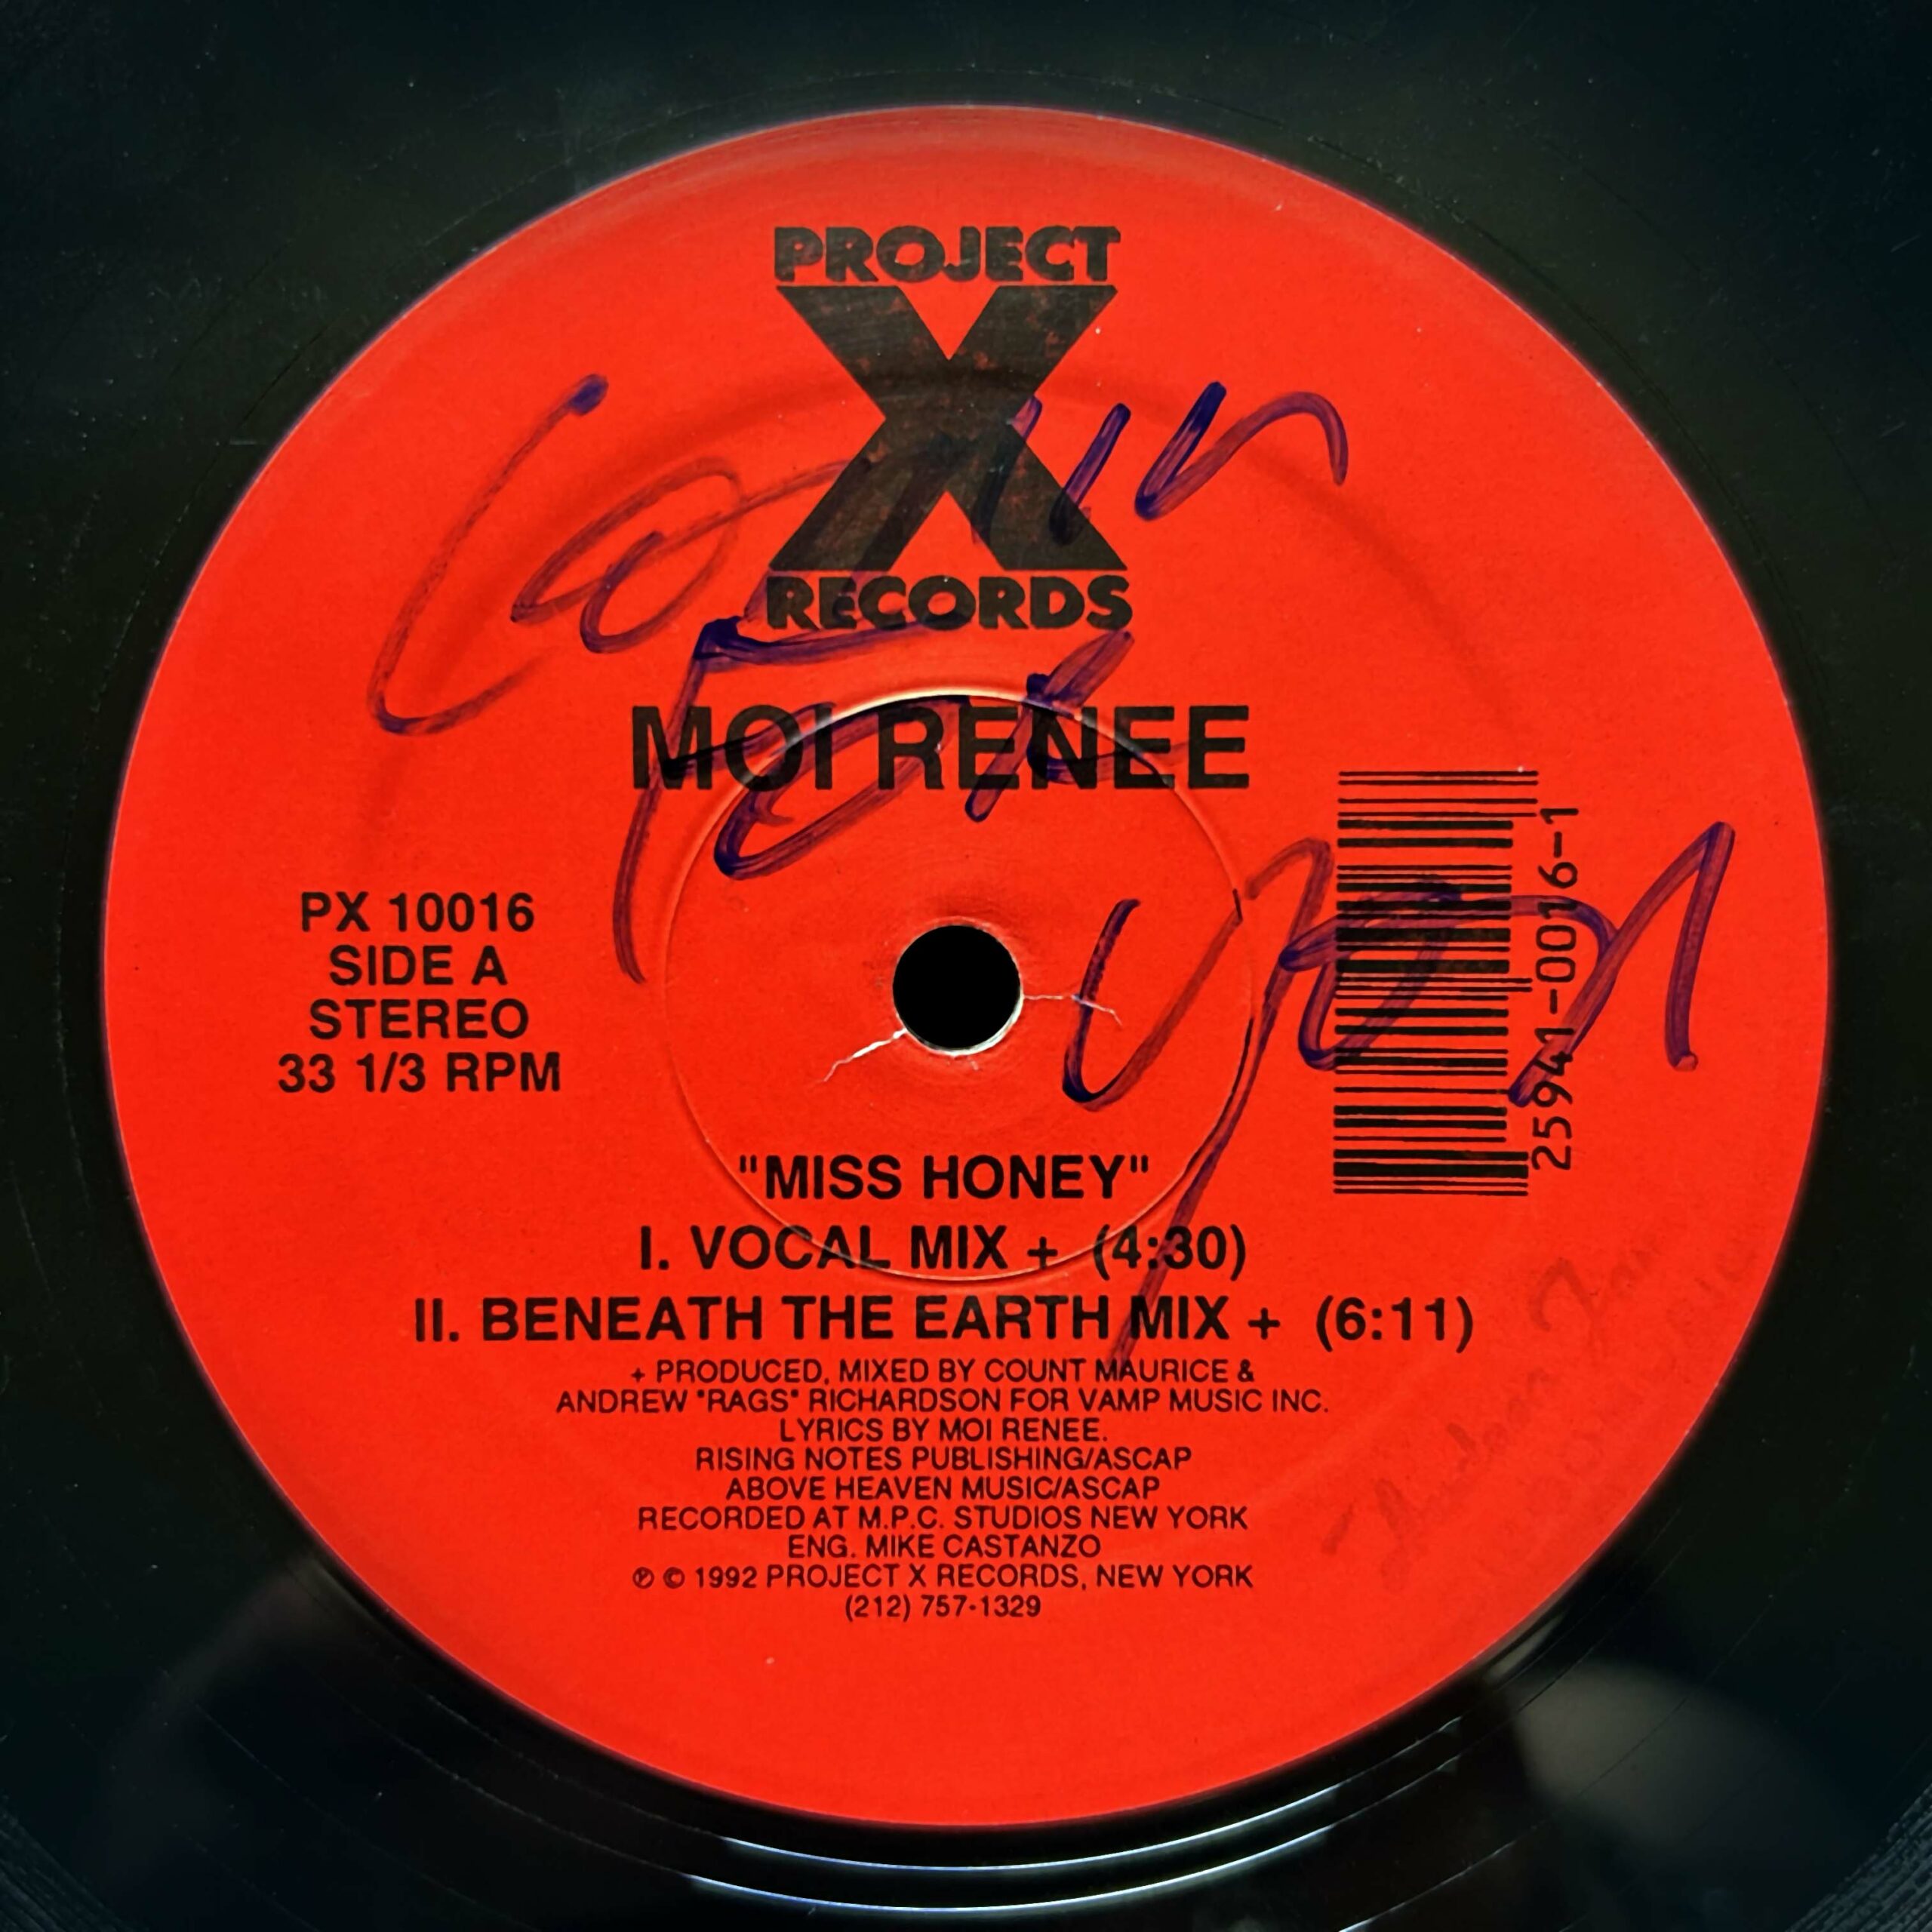 PROJECT
X
RECORDS
MOI RENEE
PX 10016
SIDE A
STEREO
33 1/3 RPM
25941-0016-1
"MISS HONEY"
I. VOCAL MIX + (4:30)
II. BENEATH THE EARTH MIX + (6:11)
+ PRODUCED, MIXED BY COUNT MAURICE &
ANDREW "RAGS" RICHARDSON FOR VAMP MUSIC INC.
LYRICS BY MOI RENEE.
RISING NOTES PUBLISHING/ASCAP
ABOVE HEAVEN MUSIC/ASCAP
RECORDED AT M.P.C. STUDIOS NEW YORK
ENG. MIKE CASTANZO
℗ © 1992 PROJECT X RECORDS, NEW YORK
(212) 757-1329